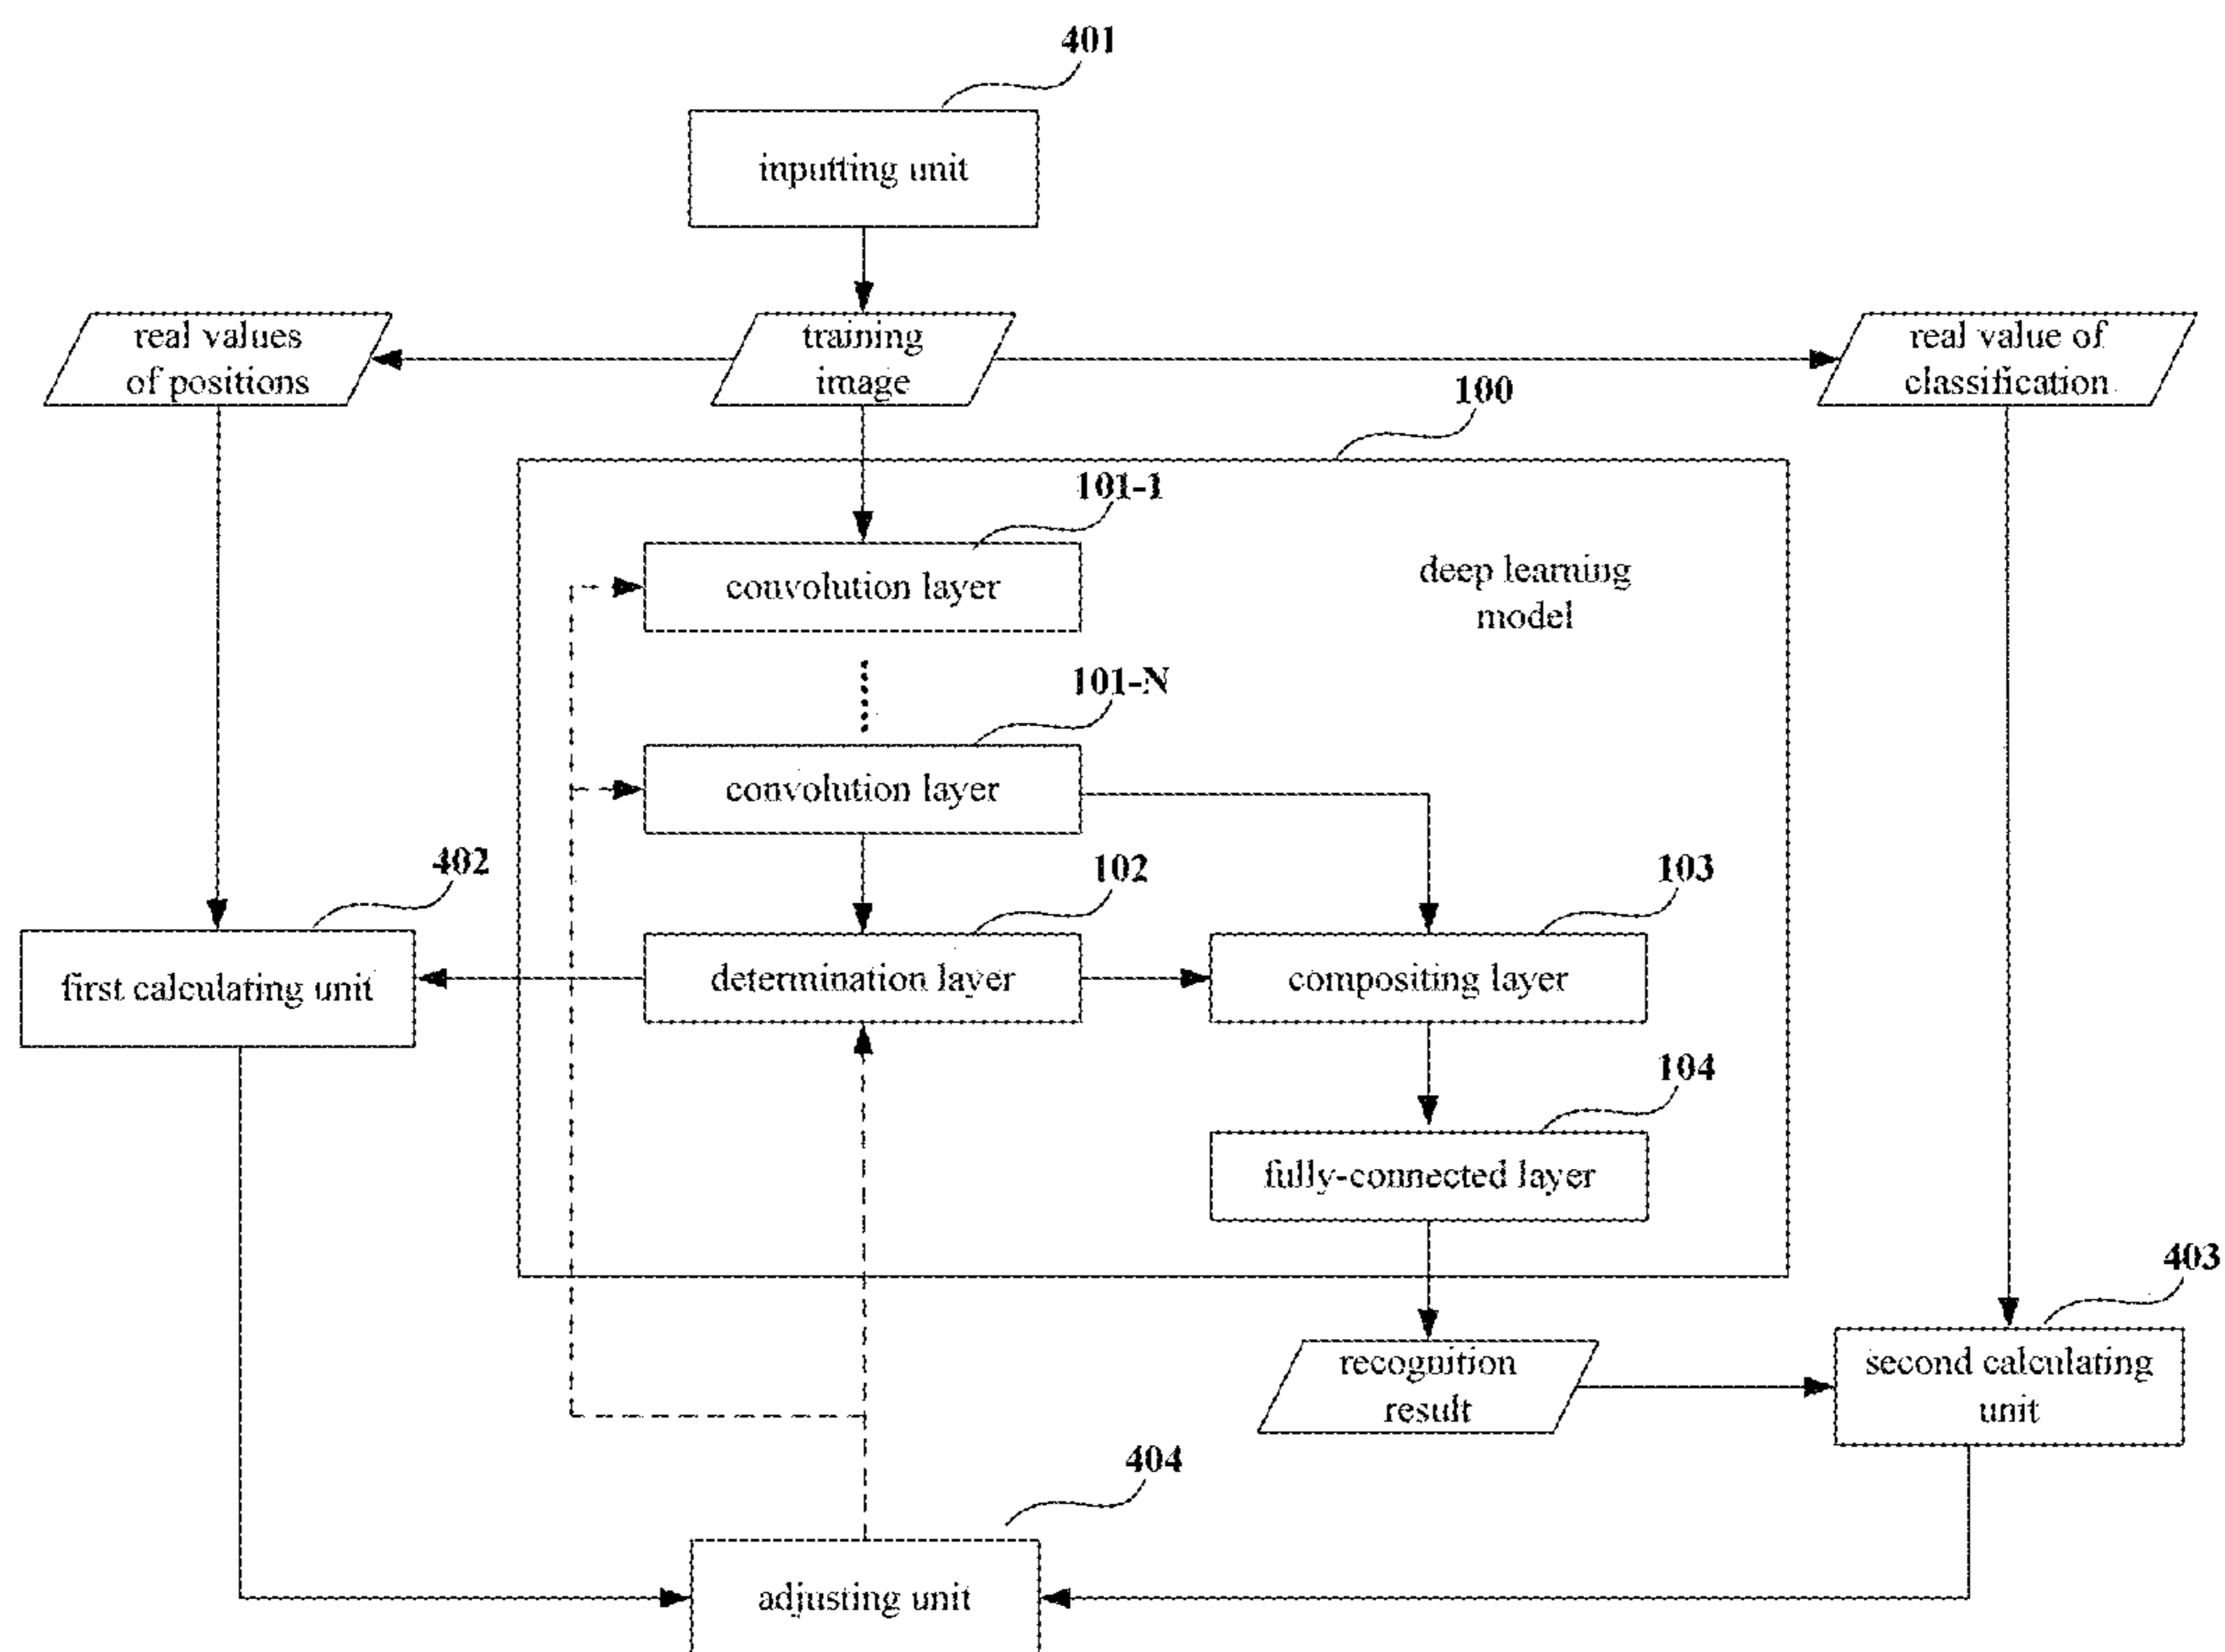 401
inputting unit
real values
of positions
training
image
real value of
classification
100
101-1
convolution layer
deep learning
model
101-N
convolution layer
402
102
103
first calculating unit
determination layer
compositing layer
104
fully-connected layer
403
recognition
result
second calculating
unit
404
adjusting unit